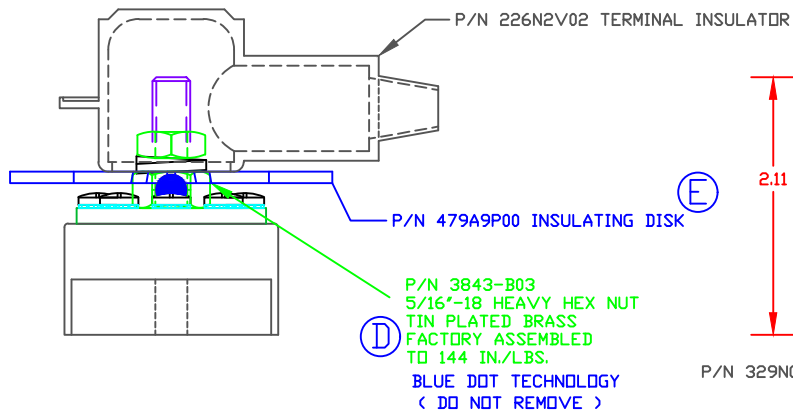 P/N 226N2V02 TERMINAL INSULATOR
2.11
E
P/N 479A9P00 INSULATING DISK
P/N 3843-B03
5/16"-18 HEAVY HEX NUT
TIN PLATED BRASS
D
FACTORY ASSEMBLED
TO 144 IN./LBS.
P/N
BLUE DOT TECHNOLOGY
( DO NOT REMOVE )